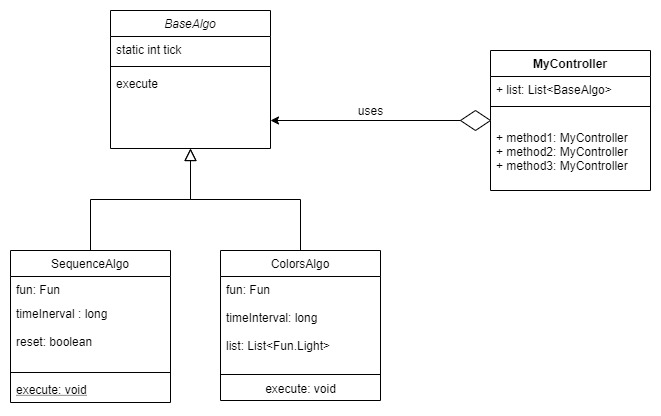 BaseAlgo
static int tick
execute
uses
MyController
+ list: List<BaseAlgo>
+ method1: MyController
+ method2: MyController
+ method3: MyController
SequenceAlgo
fun: Fun
timeInerval : long
reset: boolean
execute: void
ColorsAlgo
fun: Fun
timeInterval: long
list: List<Fun.Light>
execute: void